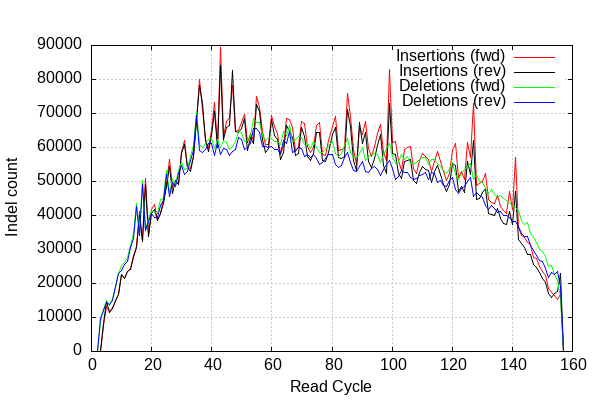 90000
80000
70000
60000
50000
40000
30000
20000
10000
0
Indel count
Insertions (fwd)
Insertions (rev)
Deletions (fwd)
Deletions (rev)
0 20 40 60 80 100 120 140 160
Read Cycle